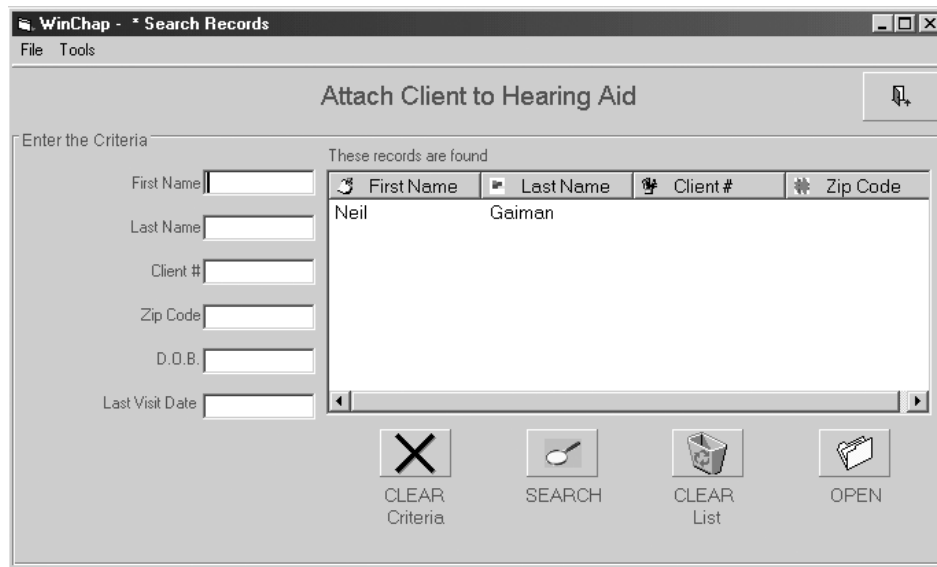 WinChap - * Search Records
File Tools
Attach Client to Hearing Aid
Enter the Criteria
These records are found
First Name
Last Name
Client #
Zip Code
D.O.B.
Last Visit Date
First Name Last Name Client # Zip Code
Neil Gaiman
CLEAR Criteria
SEARCH
CLEAR List
OPEN